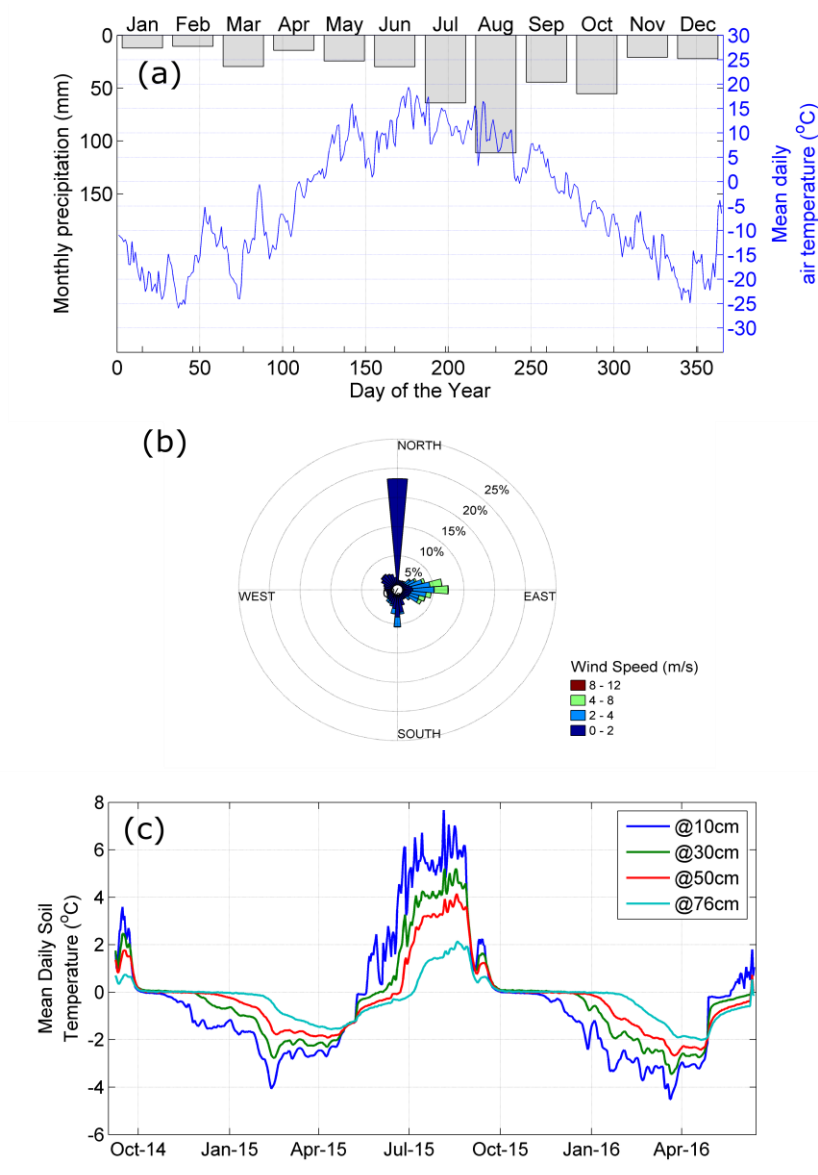 Jan Feb Mar Apr May Jun Jul Aug Sep Oct Nov Dec
(a)
Monthly precipitation (mm)
0
50
100
150
30
25
20
15
10
5
0
-5
-10
-15
-20
-25
-30
Mean daily
air temperature (°C)
0 50 100 150 200 250 300 350
Day of the Year
(b)
NORTH
25%
20%
15%
10%
5%
WEST
EAST
SOUTH
Wind Speed (m/s)
8 - 12
4 - 8
2 - 4
0 - 2
(c)
Mean Daily Soil
Temperature (°C)
8
6
4
2
0
-2
-4
-6
@10cm
@30cm
@50cm
@76cm
Oct-14 Jan-15 Apr-15 Jul-15 Oct-15 Jan-16 Apr-16